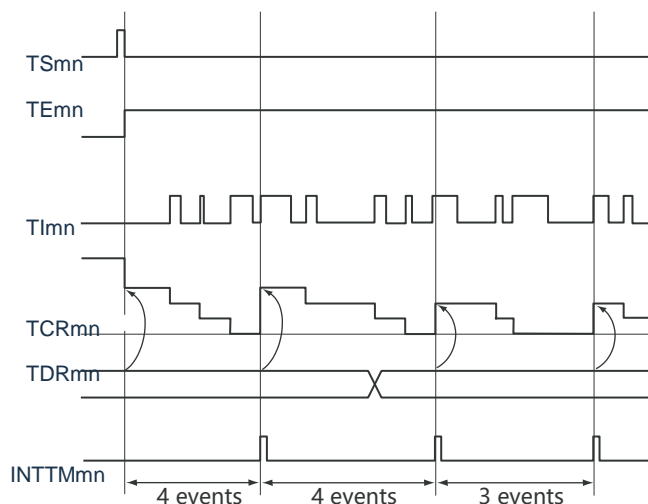 TSmn
TEmn
TImn
TCRmn
TDRmn
INTTMmn
4 events
4 events
3 events